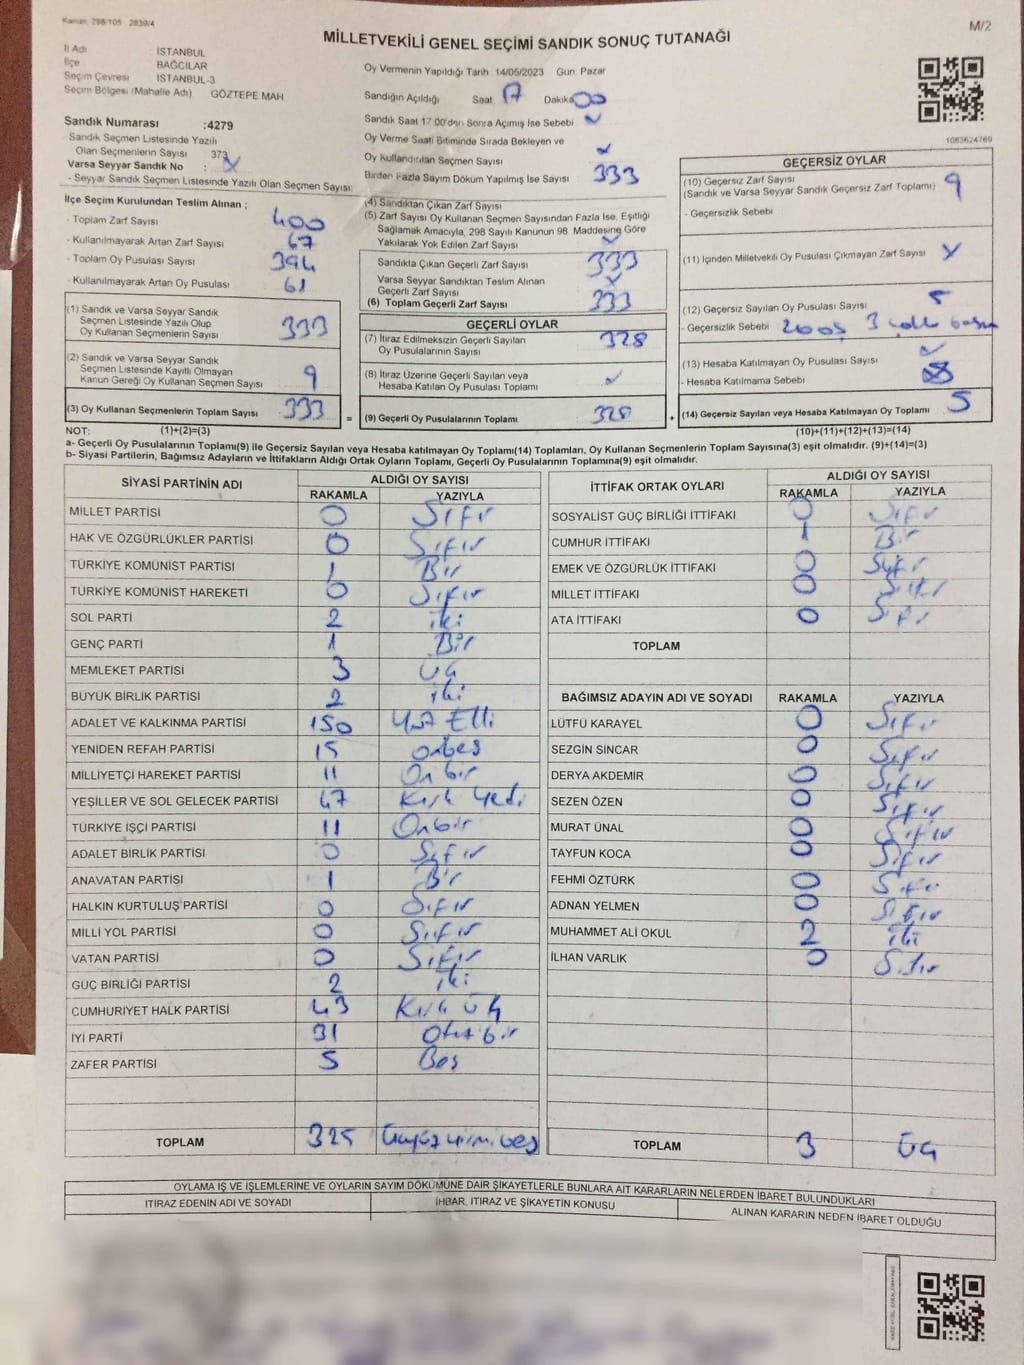 Kanun: 298/105 2839/4
M/2
MİLLETVEKİLİ GENEL SEÇİMİ SANDIK SONUÇ TUTANAĞI
İl Adı İSTANBUL
İlçe BAĞCILAR
Seçim Çevresi İSTANBUL-3
Seçim Bölgesi (Mahalle Adı) GÖZTEPE MAH
Sandık Numarası :4279
Sandık Seçmen Listesinde Yazılı
Olan Seçmenlerin Sayısı : 373
Varsa Seyyar Sandık No :
- Seyyar Sandık Seçmen Listesinde Yazılı Olan Seçmen Sayısı:
İlçe Seçim Kurulundan Teslim Alınan ;
- Toplam Zarf Sayısı 400
- Kullanılmayarak Artan Zarf Sayısı 67
- Toplam Oy Pusulası Sayısı 394
- Kullanılmayarak Artan Oy Pusulası 61
(1) Sandık ve Varsa Seyyar Sandık
Seçmen Listesinde Yazılı Olup
Oy Kullanan Seçmenlerin Sayısı 333
(2) Sandık ve Varsa Seyyar Sandık
Seçmen Listesinde Kayıtlı Olmayan
Kanun Gereği Oy Kullanan Seçmen Sayısı
(3) Oy Kullanan Seçmenlerin Toplam Sayısı 333 =
Oy Vermenin Yapıldığı Tarih 14/05/2023 Gün: Pazar
Sandığın Açıldığı Saat 17 Dakika 00
Sandık Saat 17.00'den Sonra Açımış İse Sebebi
Oy Verme Saati Bitiminde Sırada Bekleyen ve
Oy Kullandırılan Seçmen Sayısı
Birden Fazla Sayım Döküm Yapılmış İse Sayısı 333
(4) Sandıktan Çıkan Zarf Sayısı
(5) Zarf Sayısı Oy Kullanan Seçmen Sayısından Fazla İse, Eşitliği
Sağlamak Amacıyla, 298 Sayılı Kanunun 98. Maddesine Göre
Yakılarak Yok Edilen Zarf Sayısı
Sandıkta Çıkan Geçerli Zarf Sayısı 333
Varsa Seyyar Sandıktan Teslim Alınan
Geçerli Zarf Sayısı
(6) Toplam Geçerli Zarf Sayısı 333
GEÇERLİ OYLAR
(7) İtiraz Edilmeksizin Geçerli Sayılan
Oy Pusulalarının Sayısı 328
(8) İtiraz Üzerine Geçerli Sayılan veya
Hesaba Katılan Oy Pusulası Toplamı
(9) Geçerli Oy Pusulalarının Toplamı 328 +
1063624769
GEÇERSİZ OYLAR
(10) Geçersiz Zarf Sayısı
(Sandık ve Varsa Seyyar Sandık Geçersiz Zarf Toplamı)
- Geçersizlik Sebebi
(11) İçinden Milletvekili Oy Pusulası Çıkmayan Zarf Sayısı
(12) Geçersiz Sayılan Oy Pusulası Sayısı 5
- Geçersizlik Sebebi 3
(13) Hesaba Katılmayan Oy Pusulası Sayısı
- Hesaba Katılmama Sebebi
(14) Geçersiz Sayılan veya Hesaba Katılmayan Oy Toplamı 5
NOT: (1)+(2)=(3) (10)+(11)+(12)+(13)=(14)
a- Geçerli Oy Pusulalarının Toplamı(9) ile Geçersiz Sayılan veya Hesaba katılmayan Oy Toplamı(14) Toplamları, Oy Kullanan Seçmenlerin Toplam Sayısına(3) eşit olmalıdır. (9)+(14)=(3)
b- Siyasi Partilerin, Bağımsız Adayların ve İttifakların Aldığı Ortak Oyların Toplamı, Geçerli Oy Pusulalarının Toplamına(9) eşit olmalıdır.
SİYASİ PARTİNİN ADI ALDIĞI OY SAYISI
RAKAMLA YAZIYLA
MİLLET PARTİSİ 0 Sıfır
HAK VE ÖZGÜRLÜKLER PARTİSİ 0 Sıfır
TÜRKİYE KOMÜNİST PARTİSİ 1 Bir
TÜRKİYE KOMÜNİST HAREKETİ 0 Sıfır
SOL PARTİ 2 iki
GENÇ PARTİ 1 Bir
MEMLEKET PARTİSİ 3 Üç
BÜYÜK BİRLİK PARTİSİ 2 iki
ADALET VE KALKINMA PARTİSİ 150 Yüz Elli
YENİDEN REFAH PARTİSİ 15 onbeş
MİLLİYETÇİ HAREKET PARTİSİ 11 Onbir
YEŞİLLER VE SOL GELECEK PARTİSİ 47 Kırk Yedi
TÜRKİYE İŞÇİ PARTİSİ 11 Onbir
ADALET BİRLİK PARTİSİ 0 Sıfır
ANAVATAN PARTİSİ 1 Bir
HALKIN KURTULUŞ PARTİSİ 0 Sıfır
MİLLİ YOL PARTİSİ 0 Sıfır
VATAN PARTİSİ 0 Sıfır
GÜÇ BİRLİĞİ PARTİSİ 2 iki
CUMHURİYET HALK PARTİSİ 43 Kırk Üç
İYİ PARTİ 31 Otuz bir
ZAFER PARTİSİ 5 Beş
TOPLAM 325 Üçyüzyirmibeş
İTTİFAK ORTAK OYLARI ALDIĞI OY SAYISI
RAKAMLA YAZIYLA
SOSYALİST GÜÇ BİRLİĞİ İTTİFAKI 0 Sıfır
CUMHUR İTTİFAKI 1 Bir
EMEK VE ÖZGÜRLÜK İTTİFAKI 0 Sıfır
MİLLET İTTİFAKI 0 Sıfır
ATA İTTİFAKI 0 Sıfır
TOPLAM
BAĞIMSIZ ADAYIN ADI VE SOYADI RAKAMLA YAZIYLA
LÜTFÜ KARAYEL 0 Sıfır
SEZGİN SİNCAR 0 Sıfır
DERYA AKDEMİR 0 Sıfır
SEZEN ÖZEN 0 Sıfır
MURAT ÜNAL 0 Sıfır
TAYFUN KOCA 0 Sıfır
FEHMİ ÖZTÜRK 0 Sıfır
ADNAN YELMEN 0 Sıfır
MUHAMMET ALİ OKUL 2 iki
İLHAN VARLIK 0 Sıfır
TOPLAM 3 Üç
OYLAMA İŞ VE İŞLEMLERİNE VE OYLARIN SAYIM DÖKÜMÜNE DAİR ŞİKAYETLERLE BUNLARA AİT KARARLARIN NELERDEN İBARET BULUNDUKLARI
İTİRAZ EDENİN ADI VE SOYADI İHBAR, İTİRAZ VE ŞİKAYETİN KONUSU ALINAN KARARIN NEDEN İBARET OLDUĞU